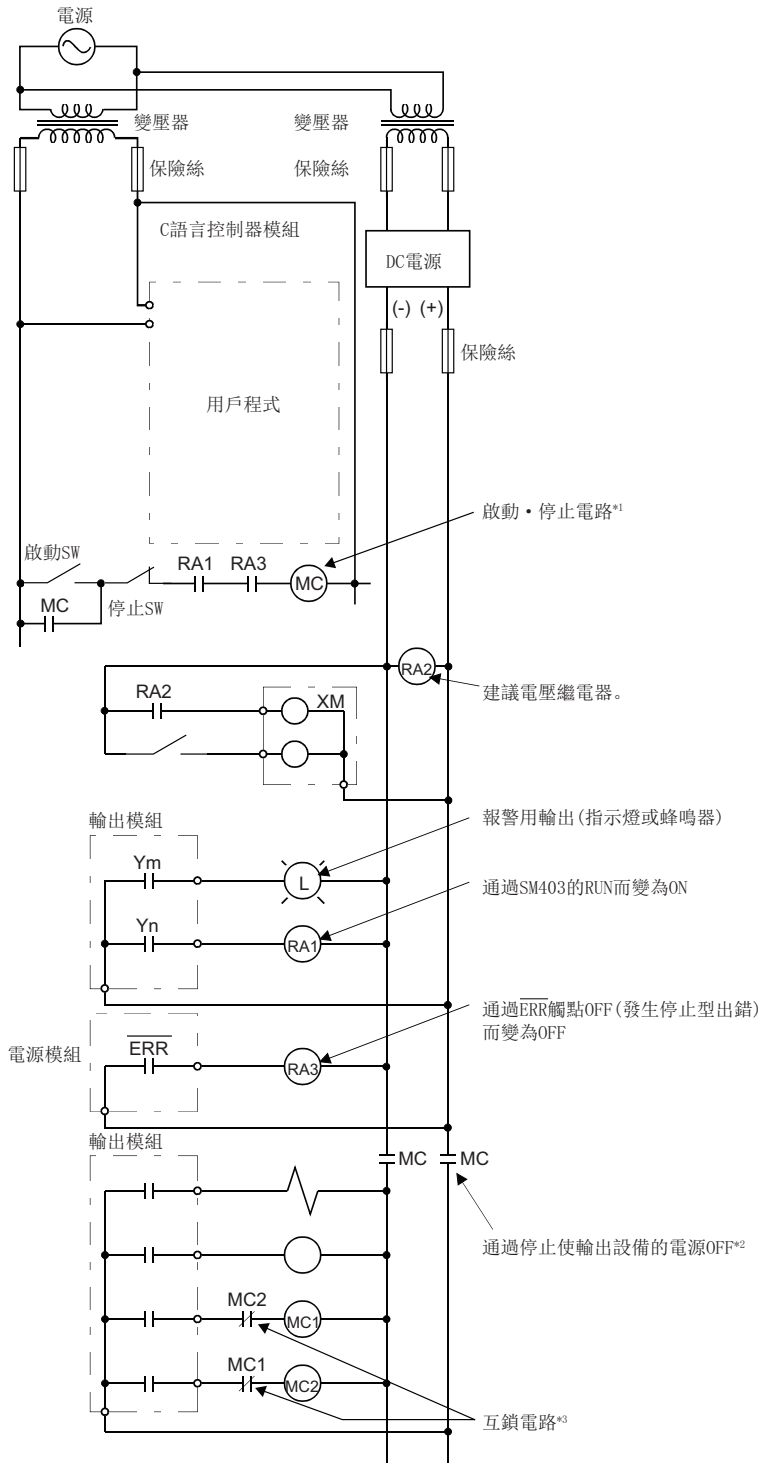 電源
變壓器
變壓器
保險絲
保險絲
C語言控制器模組
DC電源
(-) (+)
保險絲
用戶程式
啟動・停止電路*1
啟動SW
RA1 RA3
MC
MC
停止SW
RA2
建議電壓繼電器。
RA2
XM
輸出模組
報警用輸出(指示燈或蜂鳴器)
Ym
L
通過SM403的RUN而變為ON
Yn
RA1
通過ERR觸點OFF(發生停止型出錯)
而變為OFF
電源模組
ERR
RA3
輸出模組
MC MC
通過停止使輸出設備的電源OFF*2
MC2
MC1
MC1
MC2
互鎖電路*3